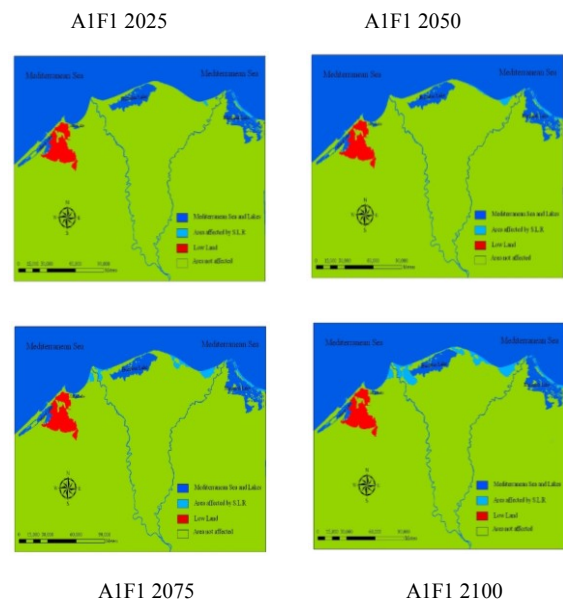 A1F1 2025
A1F1 2050
Mediterranean Sea
Mediterranean Sea
N
S
Mediterranean Sea and Lakes
Area affected by S.L.R
Low Land
Area not affected
Mediterranean Sea
Mediterranean Sea
N
S
Mediterranean Sea and Lakes
Area affected by S.L.R
Low Land
Area not affected
Mediterranean Sea
Mediterranean Sea
N
S
Mediterranean Sea and Lakes
Area affected by S.L.R
Low Land
Area not affected
Mediterranean Sea
Mediterranean Sea
N
S
Mediterranean Sea and Lakes
Area affected by S.L.R
Low Land
Area not affected
A1F1 2075
A1F1 2100